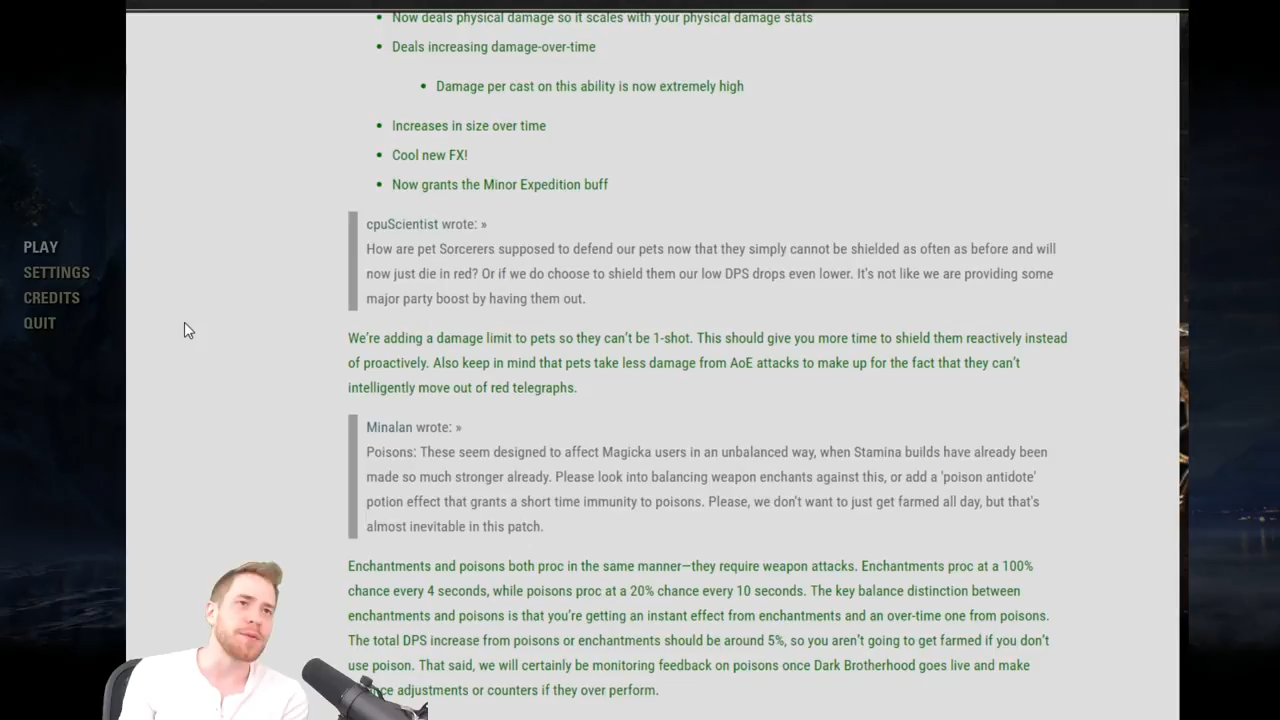 Now deals physical damage so it scales with your physical damage stats
Deals increasing damage-over-time
Damage per cast on this ability is now extremely high
Increases in size over time
Cool new FX!
Now grants the Minor Expedition buff
cpuScientist wrote: »
How are pet Sorcerers supposed to defend our pets now that they simply cannot be shielded as often as before and will
now just die in red? Or if we do choose to shield them our low DPS drops even lower. It's not like we are providing some
major party boost by having them out.
We're adding a damage limit to pets so they can't be 1-shot. This should give you more time to shield them reactively instead
of proactively. Also keep in mind that pets take less damage from AoE attacks to make up for the fact that they can't
intelligently move out of red telegraphs.
Minalan wrote: »
Poisons: These seem designed to affect Magicka users in an unbalanced way, when Stamina builds have already been
made so much stronger already. Please look into balancing weapon enchants against this, or add a 'poison antidote'
potion effect that grants a short time immunity to poisons. Please, we don't want to just get farmed all day, but that's
almost inevitable in this patch.
Enchantments and poisons both proc in the same manner—they require weapon attacks. Enchantments proc at a 100%
chance every 4 seconds, while poisons proc at a 20% chance every 10 seconds. The key balance distinction between
enchantments and poisons is that you're getting an instant effect from enchantments and an over-time one from poisons.
The total DPS increase from poisons or enchantments should be around 5%, so you aren't going to get farmed if you don't
use poison. That said, we will certainly be monitoring feedback on poisons once Dark Brotherhood goes live and make
adjustments or counters if they over perform.
PLAY
SETTINGS
CREDITS
QUIT